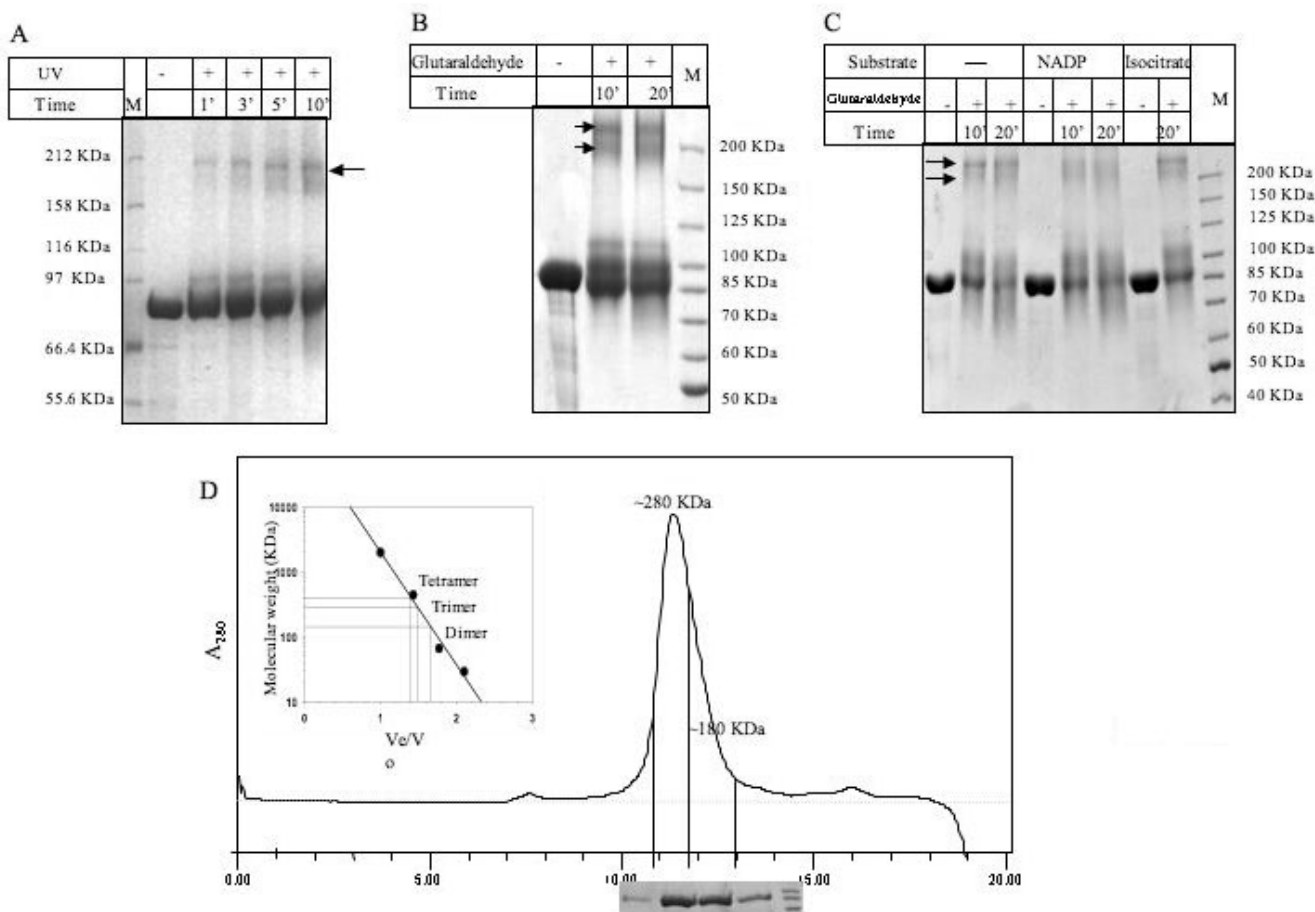 A
UV - + + + +
Time M 1' 3' 5' 10'
212 KDa
158 KDa
116 KDa
97 KDa
66.4 KDa
55.6 KDa
B
Glutaraldehyde - + + M
Time 10' 20'
200 KDa
150 KDa
125 KDa
100 KDa
85 KDa
70 KDa
60 KDa
50 KDa
C
Substrate — NADP Isocitrate M
Glutaraldehyde - + + - + + - +
Time 10' 20' 10' 20' 20'
200 KDa
150 KDa
125 KDa
100 KDa
85 KDa
70 KDa
60 KDa
50 KDa
40 KDa
D
~280 KDa
~180 KDa
A280
Molecular weight (KDa)
10000
1000
100
10
Tetramer
Trimer
Dimer
0 1 2 3
Ve/V
o
0.00 5.00 10.00 15.00 20.00